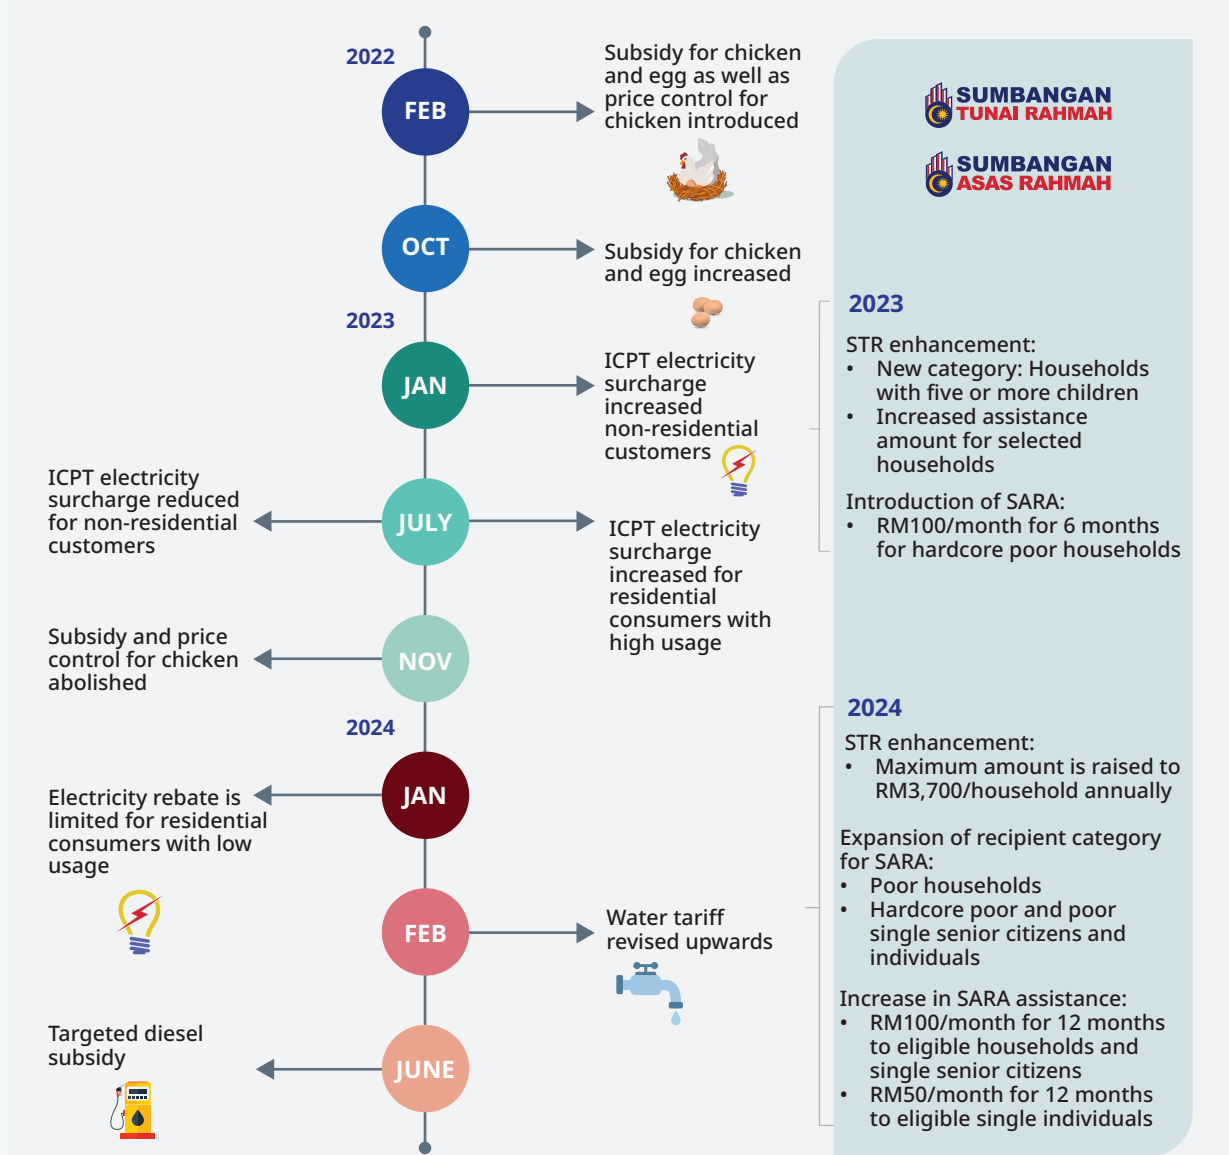 2022
FEB
Subsidy for chicken
and egg as well as
price control for
chicken introduced
OCT
Subsidy for chicken
and egg increased
2023
JAN
ICPT electricity
surcharge
increased
non-residential
customers
JULY
ICPT electricity
surcharge reduced
for non-residential
customers
ICPT electricity
surcharge
increased for
residential
consumers with
high usage
NOV
Subsidy and price
control for chicken
abolished
2024
JAN
Electricity rebate is
limited for residential
consumers with low
usage
FEB
Water tariff
revised upwards
JUNE
Targeted diesel
subsidy
SUMBANGAN
TUNAI RAHMAH
SUMBANGAN
ASAS RAHMAH
2023
STR enhancement:
• New category: Households
with five or more children
• Increased assistance
amount for selected
households
Introduction of SARA:
• RM100/month for 6 months
for hardcore poor households
2024
STR enhancement:
• Maximum amount is raised to
RM3,700/household annually
Expansion of recipient category
for SARA:
• Poor households
• Hardcore poor and poor
single senior citizens and
individuals
Increase in SARA assistance:
• RM100/month for 12 months
to eligible households and
single senior citizens
• RM50/month for 12 months
to eligible single individuals